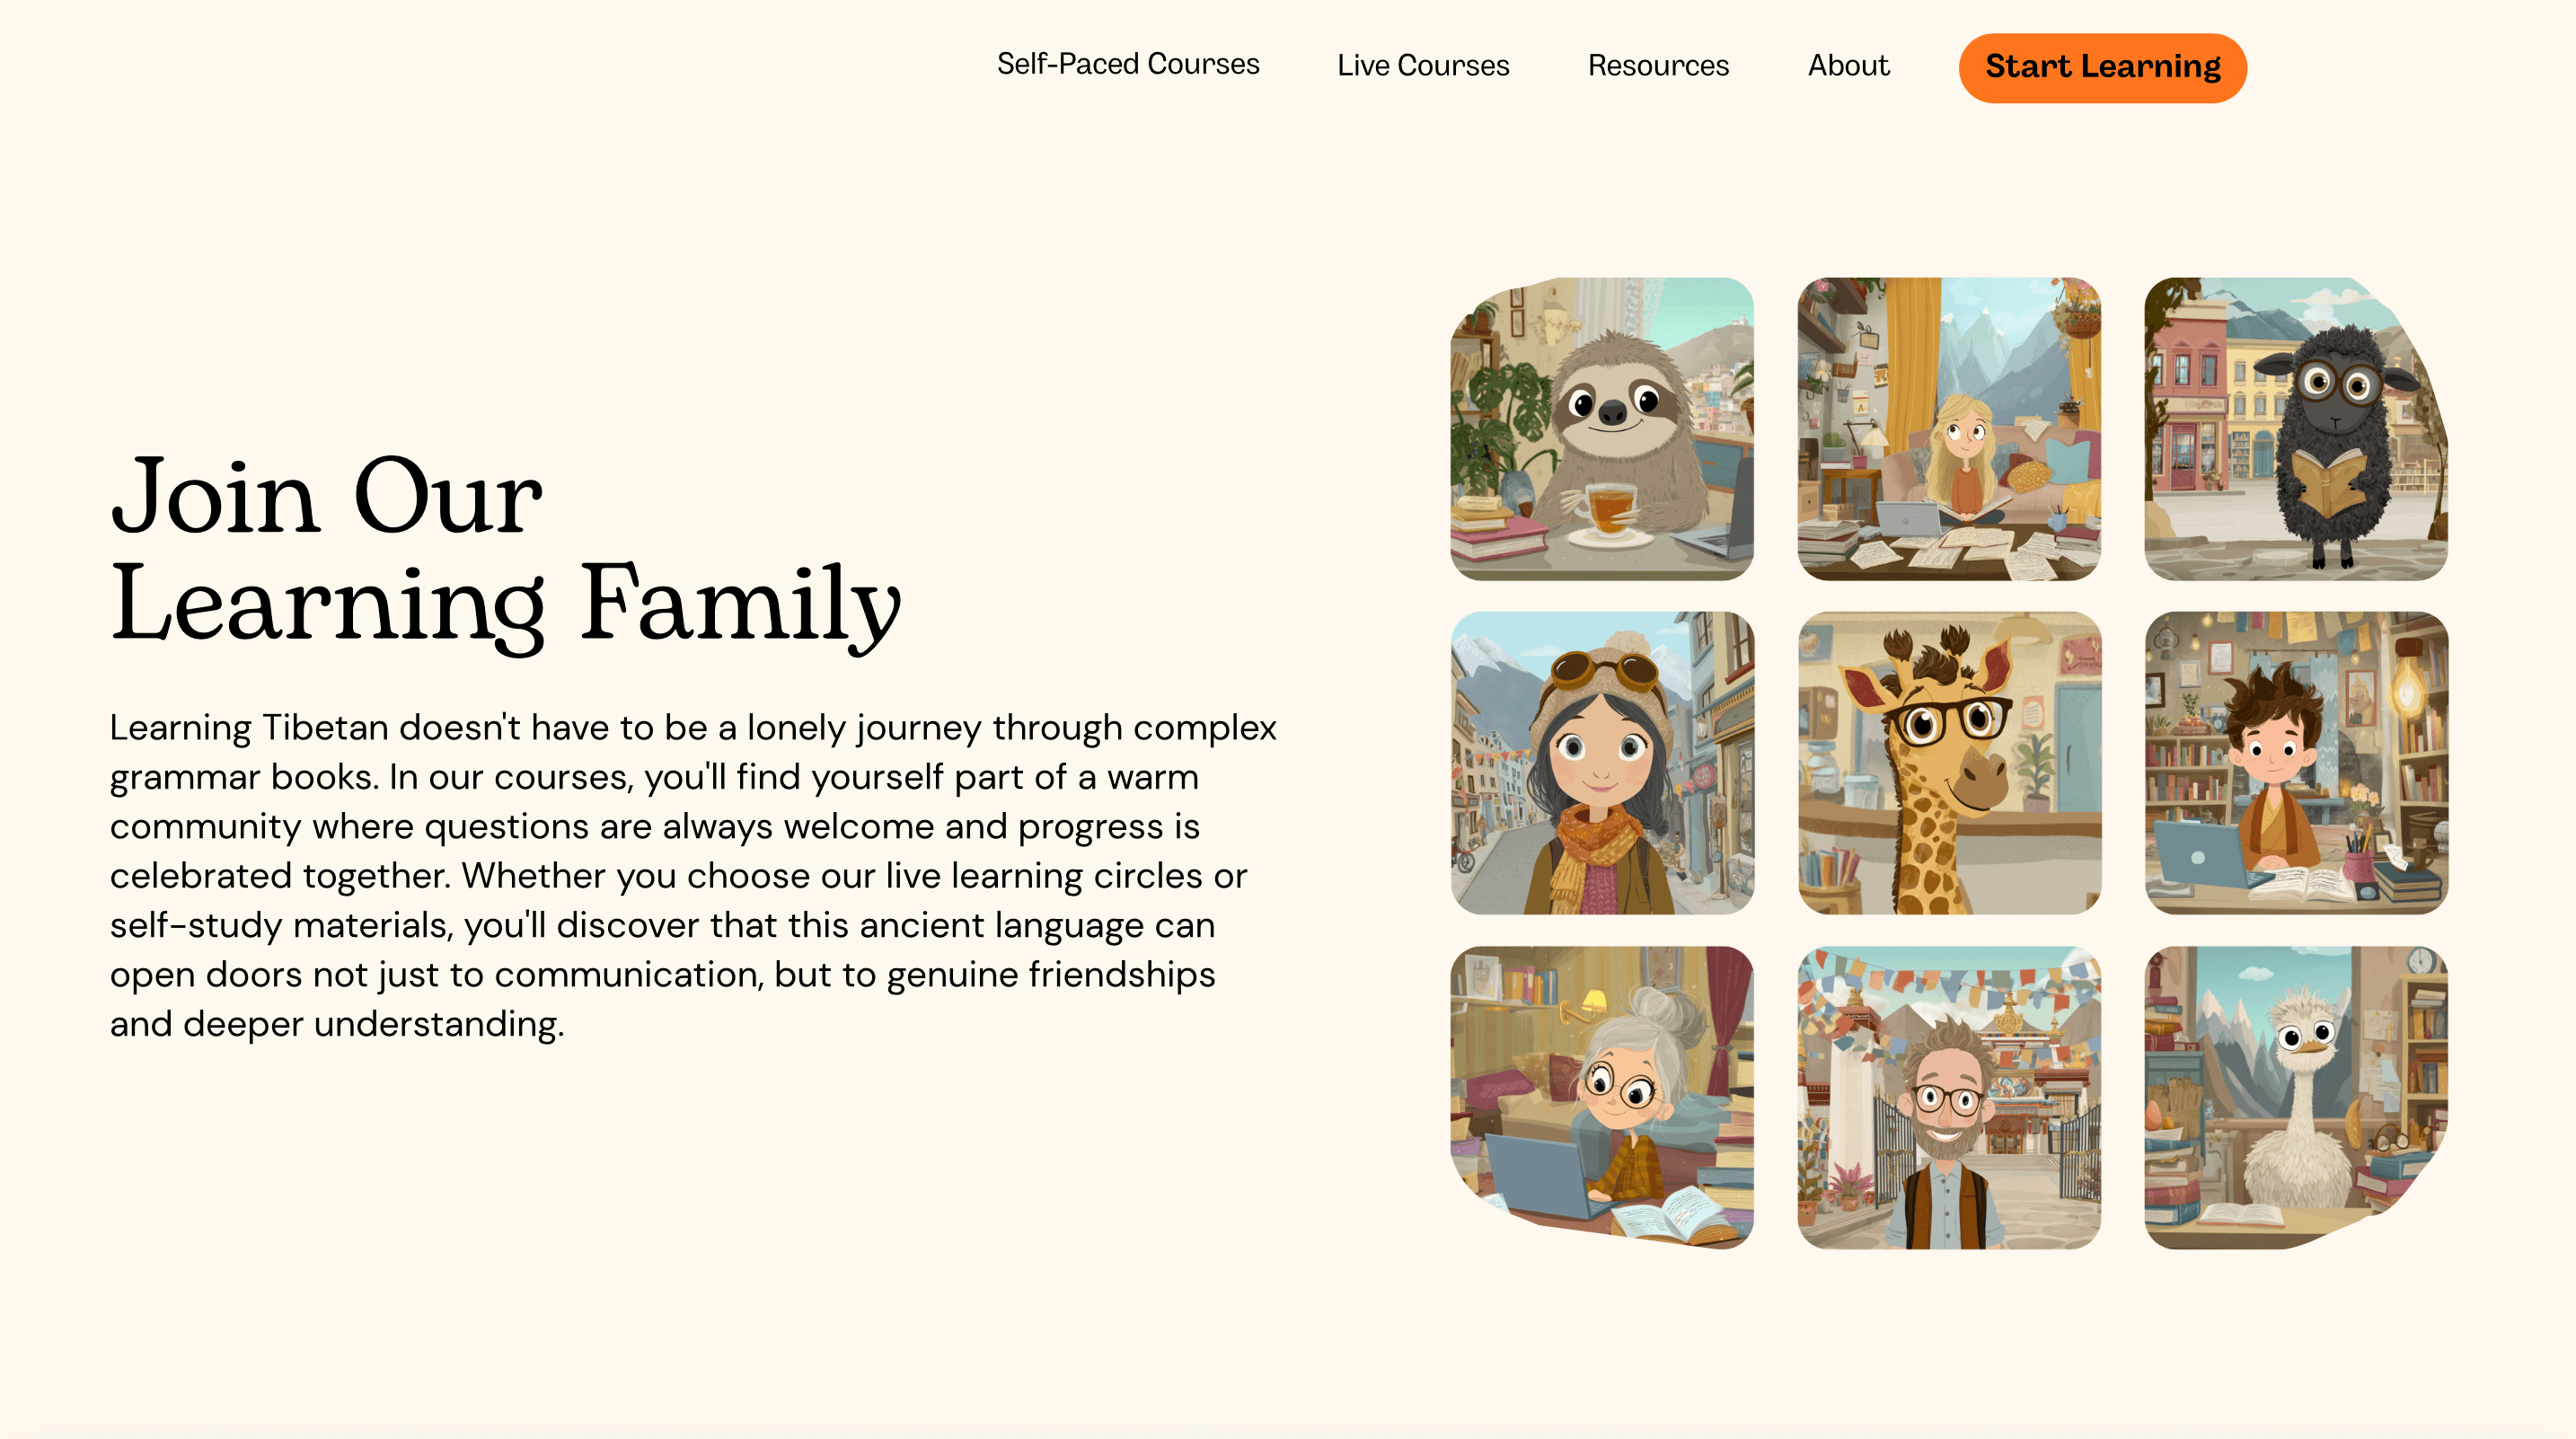 Self-Paced Courses
Live Courses
Resources
About
Start Learning
Join Our
Learning Family
Learning Tibetan doesn't have to be a lonely journey through complex
grammar books. In our courses, you'll find yourself part of a warm
community where questions are always welcome and progress is
celebrated together. Whether you choose our live learning circles or
self-study materials, you'll discover that this ancient language can
open doors not just to communication, but to genuine friendships
and deeper understanding.